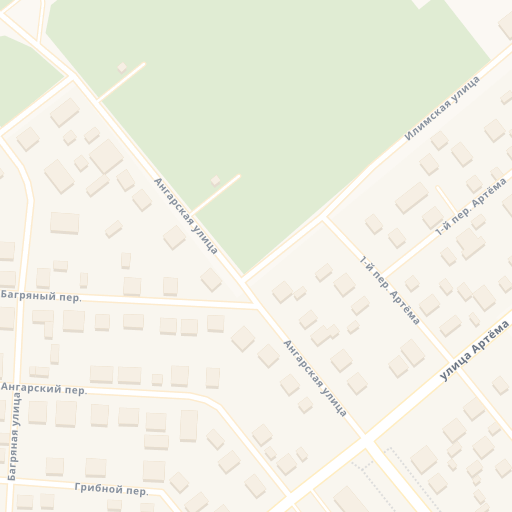 Илимская улица
1-й пер. Артёма
Ангарская улица
1-й пер. Артёма
Багряный пер.
улица Артёма
Ангарская улица
Ангарский пер.
Багряная улица
Грибной пер.